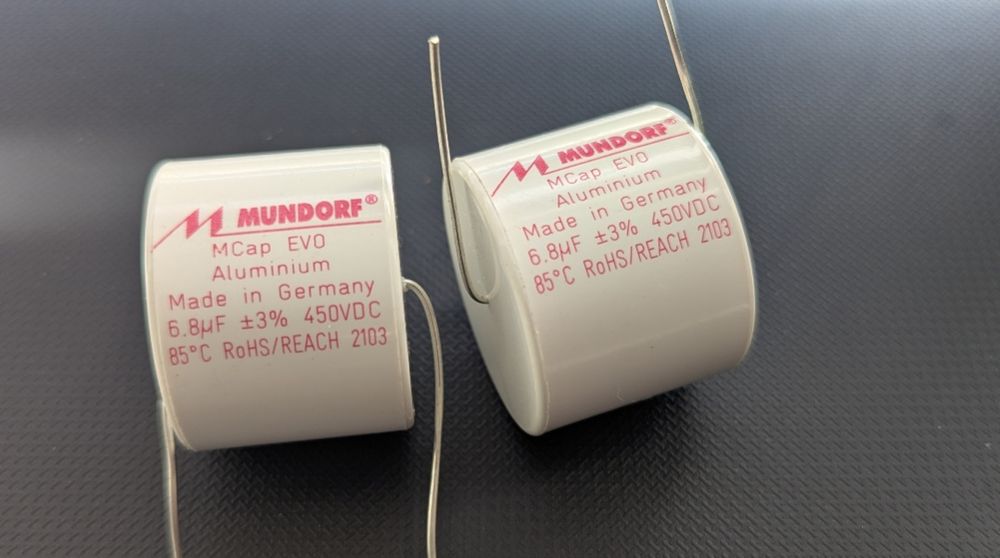 MUNDORF®
MCap EVO
Aluminium
Made in Germany
6.8µF ±3% 450VDC
85°C RoHS/REACH 2103
MUNDORF®
MCap EVO
Aluminium
Made in Germany
6.8µF ±3% 450VDC
85°C RoHS/REACH 2103